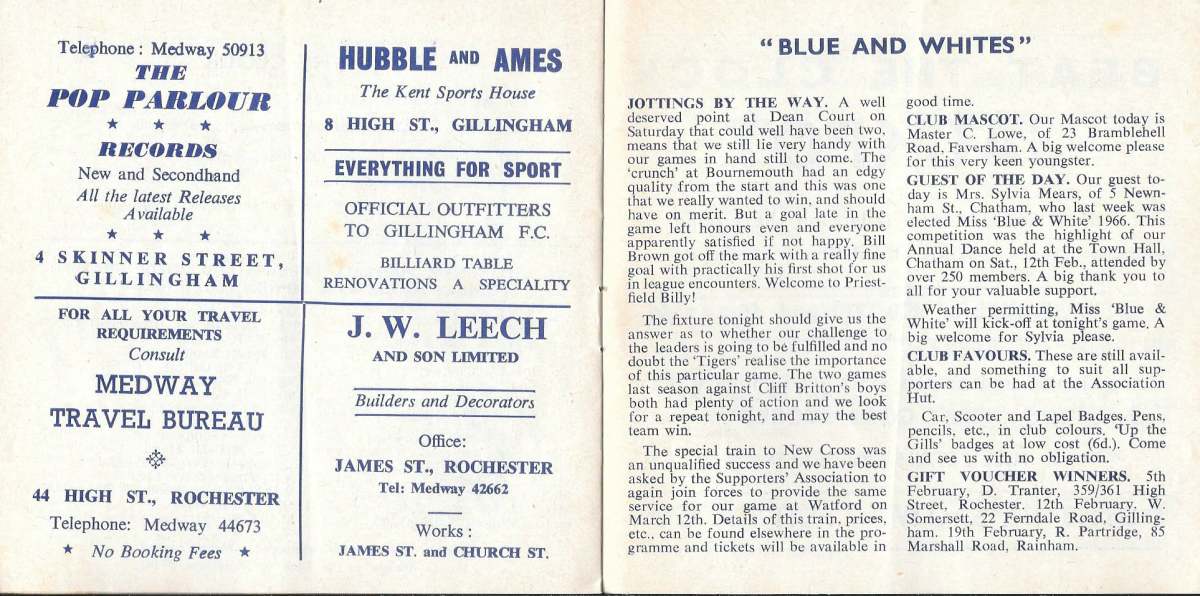 Telephone : Medway 50913
THE
POP PARLOUR
★ ★ ★
RECORDS
New and Secondhand
All the latest Releases
Available
★ ★ ★
4 SKINNER STREET,
GILLINGHAM
HUBBLE AND AMES
The Kent Sports House
8 HIGH ST., GILLINGHAM
EVERYTHING FOR SPORT
OFFICIAL OUTFITTERS
TO GILLINGHAM F.C.
BILLIARD TABLE
RENOVATIONS A SPECIALITY
FOR ALL YOUR TRAVEL
REQUIREMENTS
Consult
MEDWAY
TRAVEL BUREAU
44 HIGH ST., ROCHESTER
Telephone: Medway 44673
★ No Booking Fees ★
J. W. LEECH
AND SON LIMITED
Builders and Decorators
Office:
JAMES ST., ROCHESTER
Tel: Medway 42662
Works :
JAMES ST. and CHURCH ST.
"BLUE AND WHITES"
JOTTINGS BY THE WAY. A well
deserved point at Dean Court on
Saturday that could well have been two,
means that we still lie very handy with
our games in hand still to come. The
'crunch' at Bournemouth had an edgy
quality from the start and this was one
that we really wanted to win, and should
have on merit. But a goal late in the
game left honours even and everyone
apparently satisfied if not happy. Bill
Brown got off the mark with a really fine
goal with practically his first shot for us
in league encounters. Welcome to Priest-
field Billy!
The fixture tonight should give us the
answer as to whether our challenge to
the leaders is going to be fulfilled and no
doubt the 'Tigers' realise the importance
of this particular game. The two games
last season against Cliff Britton's boys
both had plenty of action and we look
for a repeat tonight, and may the best
team win.
The special train to New Cross was
an unqualified success and we have been
asked by the Supporters' Association to
again join forces to provide the same
service for our game at Watford on
March 12th. Details of this train, prices,
etc., can be found elsewhere in the pro-
gramme and tickets will be available in
good time.
CLUB MASCOT. Our Mascot today is
Master C. Lowe, of 23 Bramblehell
Road, Faversham. A big welcome please
for this very keen youngster.
GUEST OF THE DAY. Our guest to-
day is Mrs. Sylvia Mears, of 5 Newn-
ham St., Chatham, who last week was
elected Miss 'Blue & White' 1966. This
competition was the highlight of our
Annual Dance held at the Town Hall,
Chatham on Sat., 12th Feb., attended by
over 250 members. A big thank you to
all for your valuable support.
Weather permitting, Miss 'Blue &
White' will kick-off at tonight's game. A
big welcome for Sylvia please.
CLUB FAVOURS. These are still avail-
able, and something to suit all sup-
porters can be had at the Association
Hut.
Car, Scooter and Lapel Badges, Pens,
pencils, etc., in club colours. 'Up the
Gills' badges at low cost (6d.). Come
and see us with no obligation.
GIFT VOUCHER WINNERS. 5th
February, D. Tranter, 359/361 High
Street, Rochester. 12th February. W.
Somersett, 22 Ferndale Road, Gilling-
ham. 19th February, R. Partridge, 85
Marshall Road, Rainham.